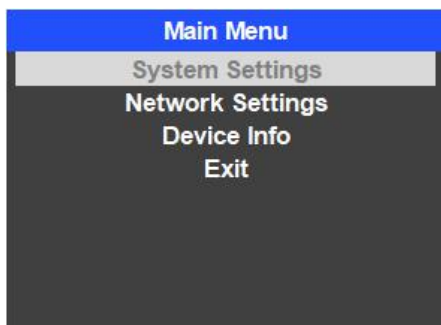 Main Menu
System Settings
Network Settings
Device Info
Exit